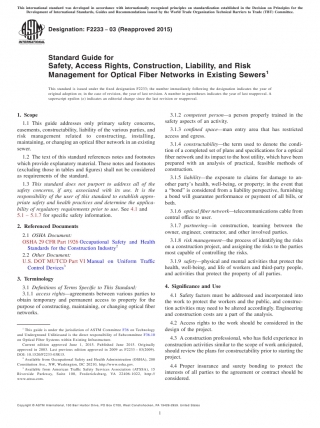 This international standard was developed in accordance with internationally recognized principles on standardization established in the Decision on Principles for the
Development of International Standards, Guides and Recommendations issued by the World Trade Organization Technical Barriers to Trade (TBT) Committee.
Designation: F2233 - 03 (Reapproved 2015)
Standard Guide for
Safety, Access Rights, Construction, Liability, and Risk
Management for Optical Fiber Networks in Existing Sewers1
This standard is issued under the fixed designation F2233; the number immediately following the designation indicates the year of
original adoption or, in the case of revision, the year of last revision. A number in parentheses indicates the year of last reapproval. A
superscript epsilon (ε) indicates an editorial change since the last revision or reapproval.
1. Scope
1.1 This guide addresses only primary safety concerns,
easements, constructability, liability of the various parties, and
risk management related to constructing, installing,
maintaining, or changing an optical fiber network in an existing
sewer.
1.2 The text of this standard references notes and footnotes
which provide explanatory material. These notes and footnotes
(excluding those in tables and figures) shall not be considered
as requirements of the standard.
1.3 This standard does not purport to address all of the
safety concerns, if any, associated with its use. It is the
responsibility of the user of this standard to establish appro-
priate safety and health practices and determine the applica-
bility of regulatory requirements prior to use. See 4.1 and
5.1 – 5.1.7 for specific safety information.
2. Referenced Documents
2.1 OSHA Document:
OSHA 29 CFR Part 1926 Occupational Safety and Health
Standards for the Construction Industry2
2.2 Other Document:
U.S. DOT MUTCD Part VI Manual on Uniform Traffic
Control Devices3
3. Terminology
3.1 Definitions of Terms Specific to This Standard:
3.1.1 access rights—agreements between various parties to
obtain temporary and permanent access to property for the
purpose of constructing, maintaining, or changing optical fiber
networks.
1 This guide is under the jurisdiction of ASTM Committee F36 on Technology
and Underground Utilities and is the direct responsibility of Subcommittee F36.10
on Optical Fiber Systems within Existing Infrastructure.
Current edition approved June 1, 2015. Published June 2015. Originally
2 Available from Occupational Safety and Health Administration (OSHA), 200
Constitution Ave., NW, Washington, DC 20210, http://www.osha.gov.
3 Available from American Traffic Safety Services Association (ATSSA), 15
Riverside Parkway, Suite 100, Fredericksburg, VA 22406-1022, http://
www.atssa.com.
3.1.2 competent person—a person properly trained in the
safety aspects of an activity.
3.1.3 confined space—man entry area that has restricted
access and egress.
3.1.4 constructability—the term used to denote the condi-
tion of a completed set of plans and specifications for a optical
fiber network and its impact to the host utility, which have been
prepared with an analysis of practical, feasible methods of
construction.
3.1.5 liability—the exposure to claims for damage to an-
other party's health, well-being, or property; in the event that
a "bond" is considered from a liability perspective, furnishing
a bond will guarantee performance or payment of all bills, or
both.
3.1.6 optical fiber network—telecommunications cable from
central office to user.
3.1.7 partnering—in construction, teaming between the
owner, engineer, contractor, and other involved parties.
3.1.8 risk management—the process of identifying the risks
on a construction project, and assigning the risks to the parties
most capable of controlling the risks.
3.1.9 safety—physical and mental activities that protect the
health, well-being, and life of workers and third-party people,
and activities that protect the property of all parties.
4. Significance and Use
4.1 Safety factors must be addressed and incorporated into
the work to protect the workers and the public, and construc-
tion activities may need to be altered accordingly. Engineering
and construction costs are a part of the analysis.
4.2 Access rights to the work should be considered in the
design of the project.
4.3 A construction professional, who has field experience in
construction activities similar to the scope of work anticipated,
should review the plans for constructability prior to starting the
project.
4.4 Proper insurance and surety bonding to protect the
interests of all parties to the agreement or contract should be
considered.
Copyright © ASTM International, 100 Barr Harbor Drive, PO Box C700, West Conshohocken, PA 19428-2959. United States
1